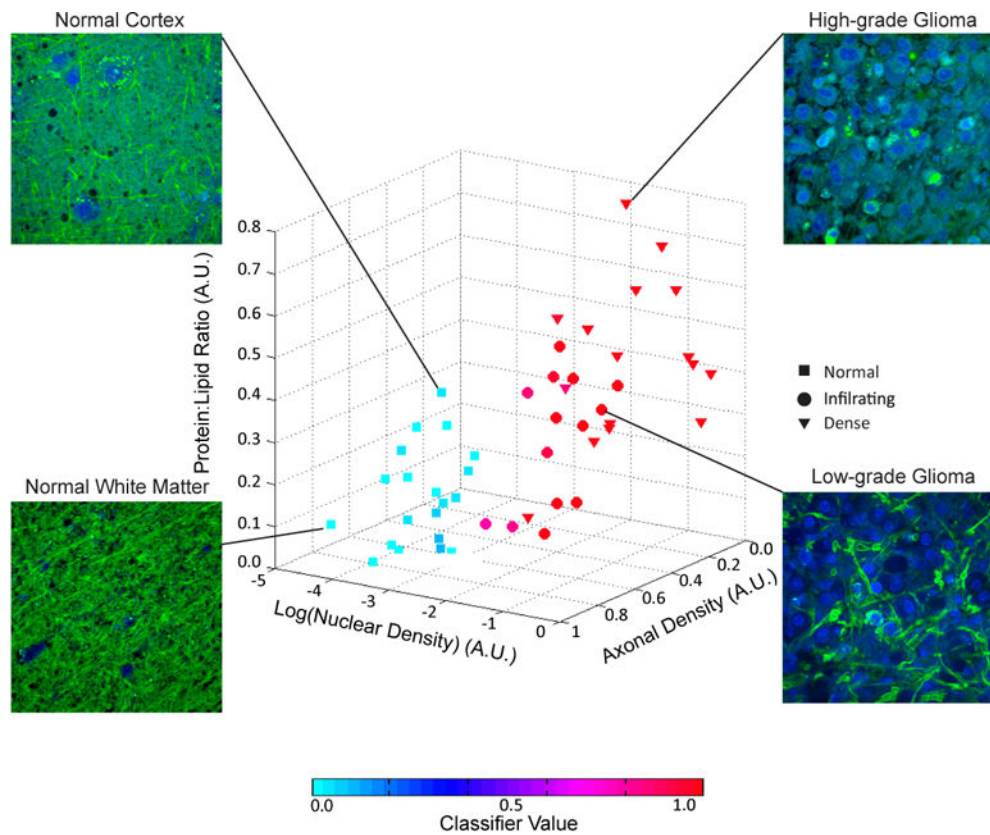 Normal Cortex
High-grade Glioma
Protein:Lipid Ratio (A.U.)
0.8
0.7
0.6
0.5
0.4
0.3
0.2
0.1
0.0
Normal
Infilrating
Dense
Normal White Matter
Low-grade Glioma
-5
-4
-3
-2
-1
0
Log(Nuclear Density) (A.U.)
1
0.8
0.6
0.4
0.2
0.0
Axonal Density (A.U.)
0.0
0.5
1.0
Classifier Value